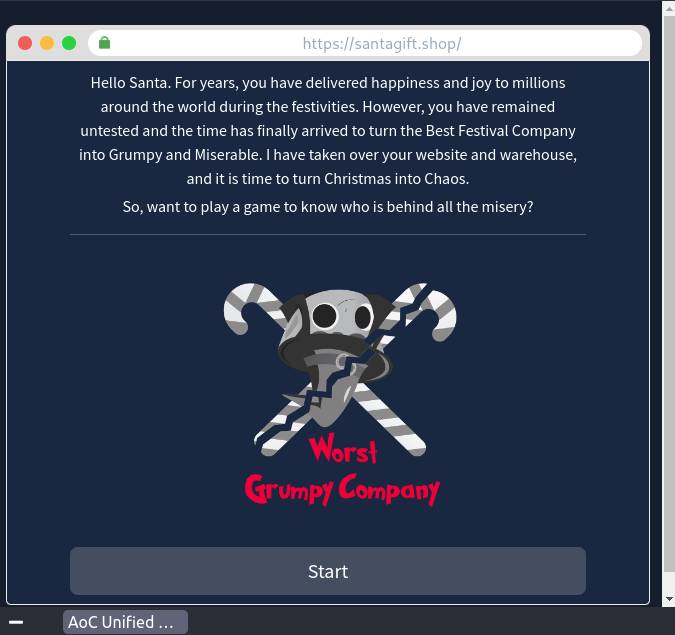 https://santagift.shop/
Hello Santa. For years, you have delivered happiness and joy to millions
around the world during the festivities. However, you have remained
untested and the time has finally arrived to turn the Best Festival Company
into Grumpy and Miserable. I have taken over your website and warehouse,
and it is time to turn Christmas into Chaos.
So, want to play a game to know who is behind all the misery?
Worst
Grumpy Company
Start
AoC Unified ...